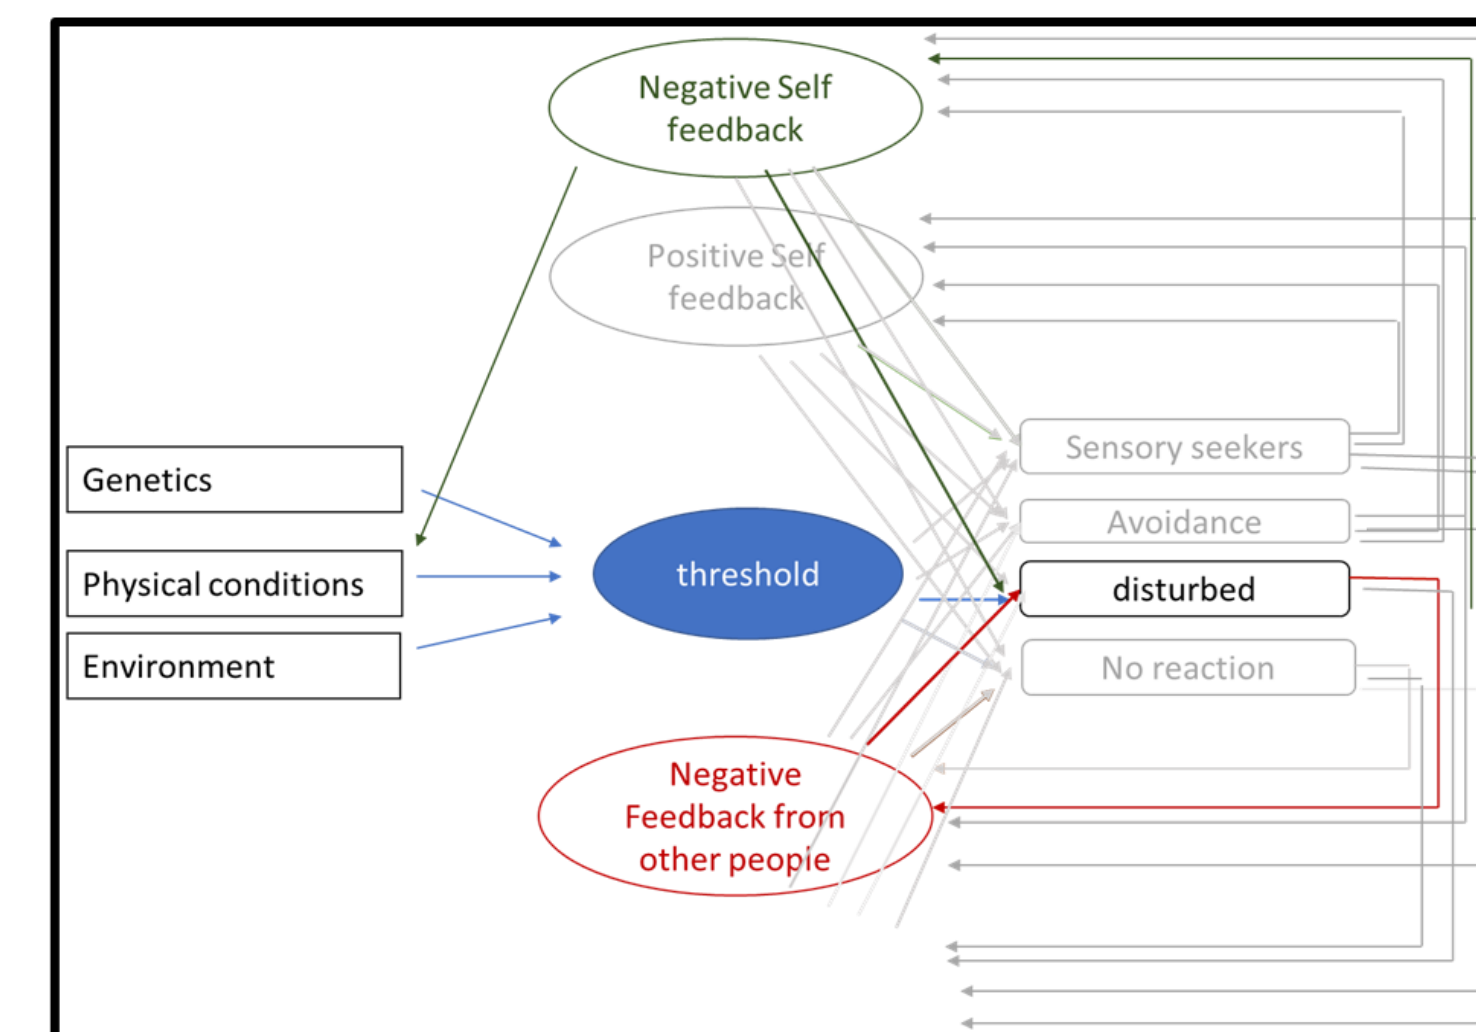 Negative Self
feedback
Positive Self
feedback
Genetics
Physical conditions
Environment
threshold
Sensory seekers
Avoidance
disturbed
No reaction
Negative
Feedback from
other people